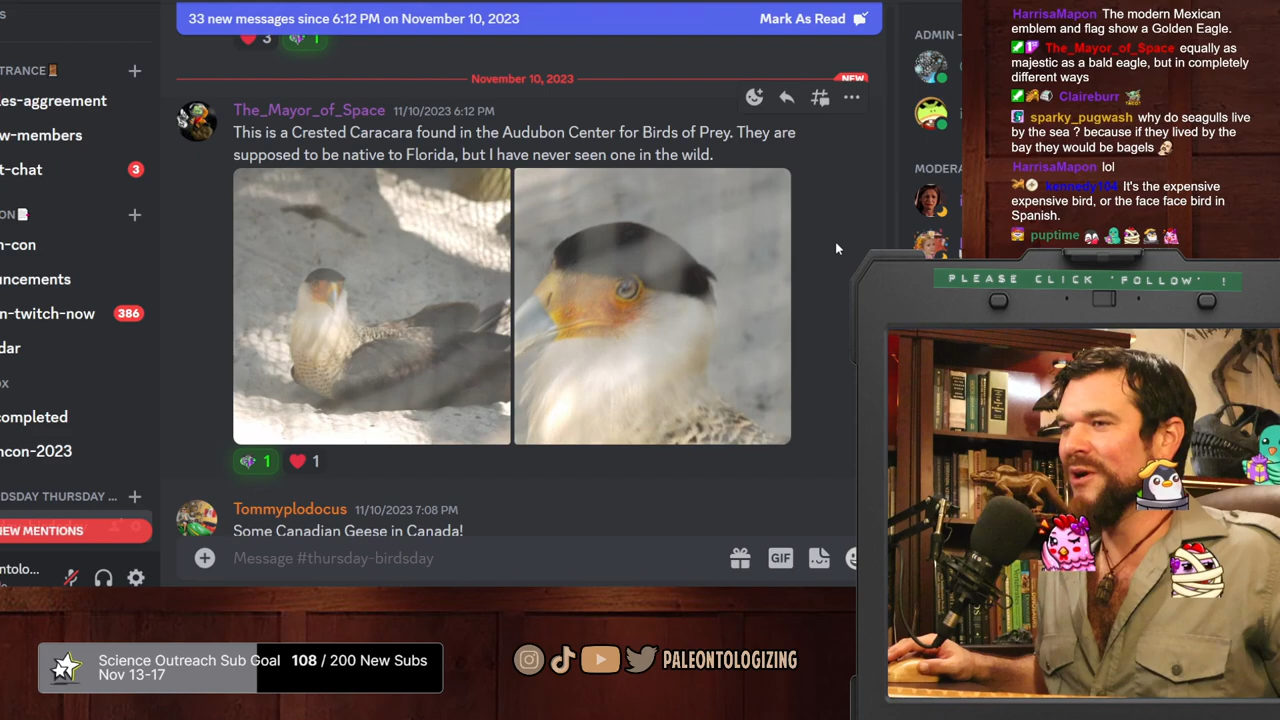 33 new messages since 6:12 PM on November 10, 2023
Mark As Read
3
1
TRANCE
es-aggreement
w-members
t-chat
3
ON
n-con
uncements
n-twitch-now
386
dar
ox
completed
ncon-2023
DSDAY THURSDAY ...
NEW MENTIONS
ntolo...
November 10, 2023
NEW
The_Mayor_of_Space 11/10/2023 6:12 PM
This is a Crested Caracara found in the Audubon Center for Birds of Prey. They are
supposed to be native to Florida, but I have never seen one in the wild.
1
1
Tommyplodocus 11/10/2023 7:08 PM
Some Canadian Geese in Canada!
Message #thursday-birdsday
GIF
ADMIN
MODERA
HarrisaMapon The modern Mexican
emblem and flag show a Golden Eagle.
The_Mayor_of_Space equally as
majestic as a bald eagle, but in completely
different ways
Claireburr
sparky_pugwash why do seagulls live
by the sea ? because if they lived by the
bay they would be bagels
HarrisaMapon lol
kennedy104 It's the expensive
expensive bird, or the face face bird in
Spanish.
puptime
PLEASE CLICK 'FOLLOW' !
Science Outreach Sub Goal 108 / 200 New Subs
Nov 13-17
PALEONTOLOGIZING